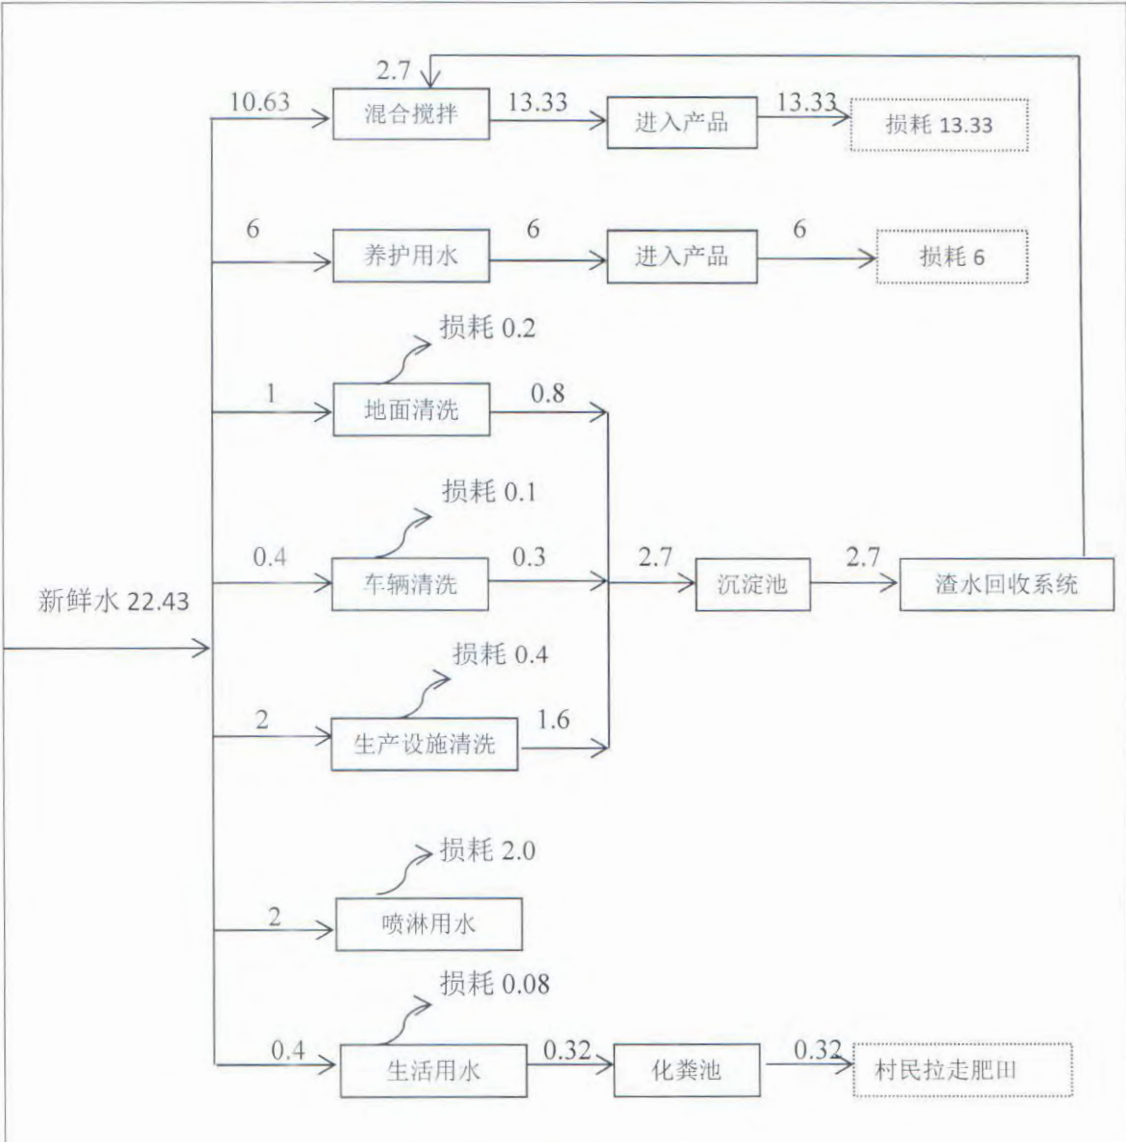 2.7
10.63
混合搅拌
13.33
进入产品
13.33
损耗 13.33
6
养护用水
6
进入产品
6
损耗 6
损耗 0.2
1
地面清洗
0.8
损耗 0.1
0.4
车辆清洗
0.3
2.7
沉淀池
2.7
渣水回收系统
新鲜水 22.43
损耗 0.4
2
生产设施清洗
1.6
损耗 2.0
2
喷淋用水
损耗 0.08
0.4
生活用水
0.32
化粪池
0.32
村民拉走肥田